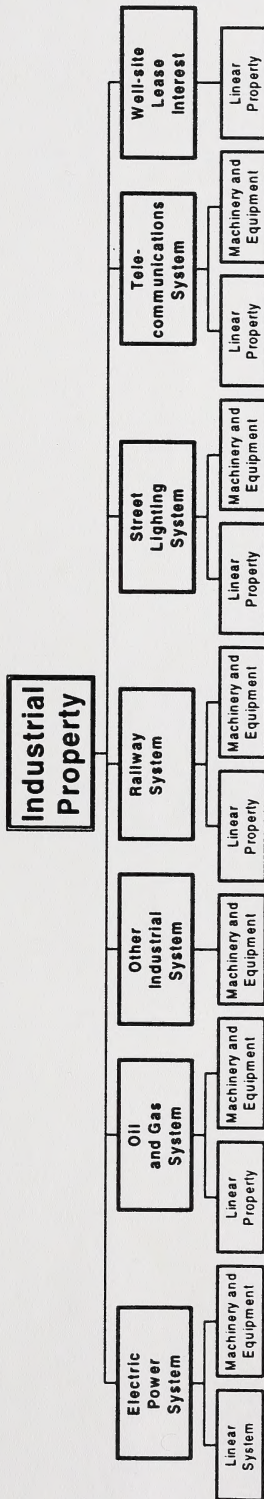 Industrial
Property
Electric
Power
System
Oil
and Gas
System
Other
Industrial
System
Railway
System
Street
Lighting
System
Tele-
communications
System
Well-site
Lease
Interest
Linear
System
Machinery and
Equipment
Linear
Property
Machinery and
Equipment
Machinery and
Equipment
Linear
Property
Machinery and
Equipment
Linear
Property
Machinery and
Equipment
Linear
Property
Machinery and
Equipment
Linear
Property